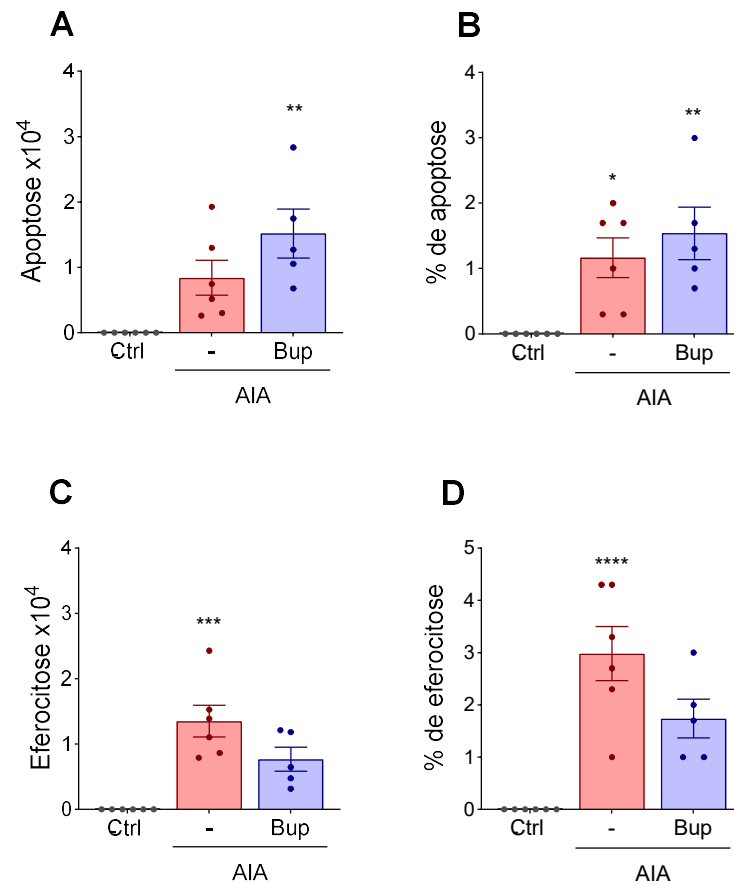 A
Apoptose x10⁴
4
3
2
1
0
**
Ctrl - Bup
AIA
B
% de apoptose
4
3
2
1
0
*
**
Ctrl - Bup
AIA
C
Eferocitose x10⁴
4
3
2
1
0
***
Ctrl - Bup
AIA
D
% de eferocitose
5
4
3
2
1
0
****
Ctrl - Bup
AIA